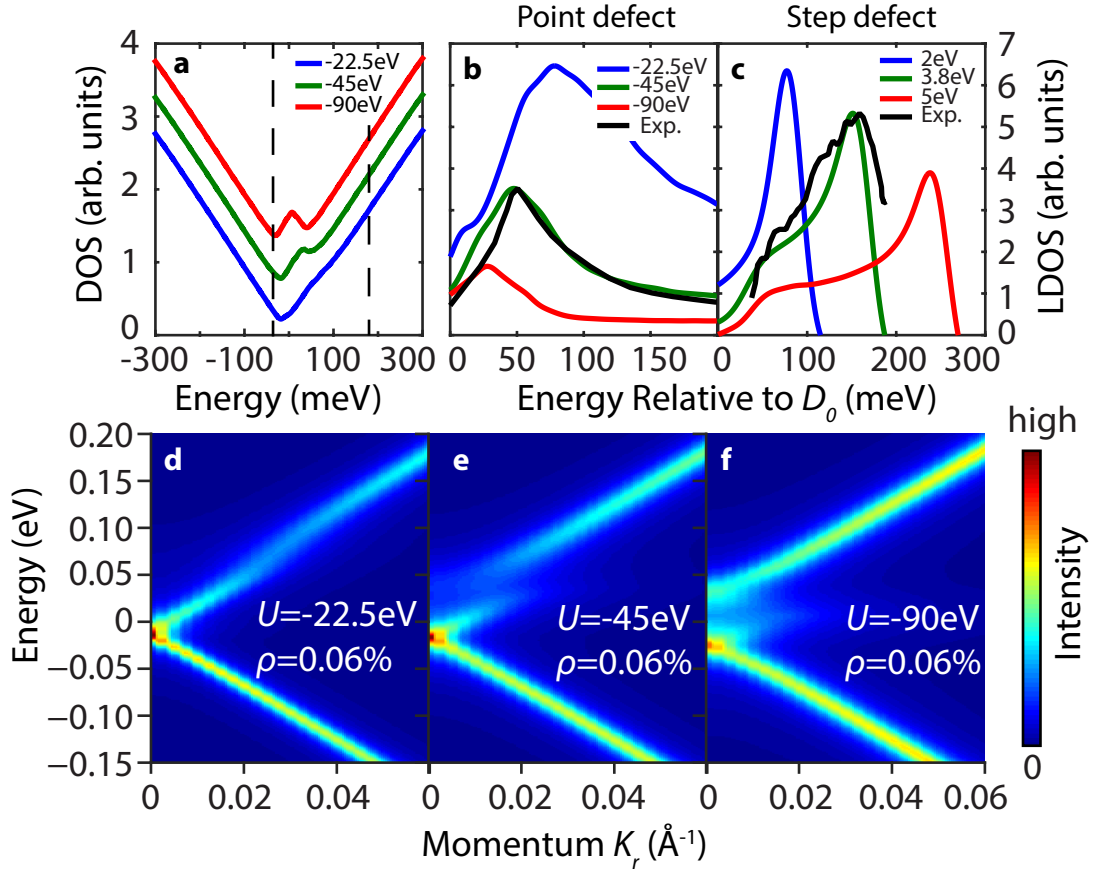 Point defect
Step defect
a
-22.5eV
-45eV
-90eV
b
-22.5eV
-45eV
-90eV
Exp.
c
2eV
3.8eV
5eV
Exp.
DOS (arb. units)
4
3
2
1
0
-300
-100
100
300
Energy (meV)
0
50
100
150
0
100
200
300
Energy Relative to D₀ (meV)
7
6
5
4
3
2
1
0
LDOS (arb. units)
Energy (eV)
0.20
0.15
0.10
0.05
0
−0.05
−0.10
−0.15
d
U=-22.5eV
ρ=0.06%
e
U=-45eV
ρ=0.06%
f
U=-90eV
ρ=0.06%
0
0.02
0.04
0
0.02
0.04
0
0.02
0.04
0.06
Momentum Kᵣ (Å⁻¹)
high
Intensity
0